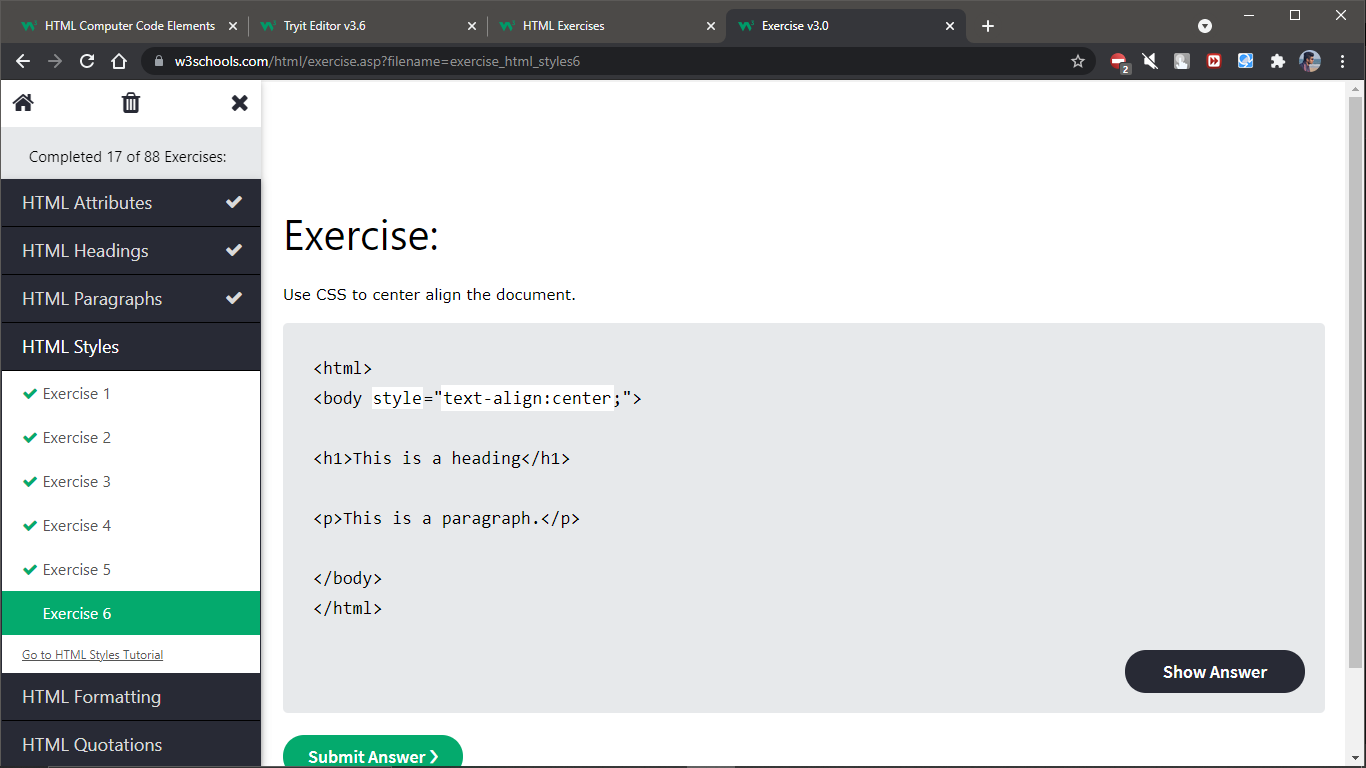 HTML Computer Code Elements
Tryit Editor v3.6
HTML Exercises
Exercise v3.0
w3schools.com/html/exercise.asp?filename=exercise_html_styles6
2
Completed 17 of 88 Exercises:
HTML Attributes
HTML Headings
HTML Paragraphs
HTML Styles
Exercise 1
Exercise 2
Exercise 3
Exercise 4
Exercise 5
Exercise 6
Go to HTML Styles Tutorial
HTML Formatting
HTML Quotations
Exercise:
Use CSS to center align the document.
<html>
<body style="text-align:center;">
<h1>This is a heading</h1>
<p>This is a paragraph.</p>
</body>
</html>
Show Answer
Submit Answer ❯